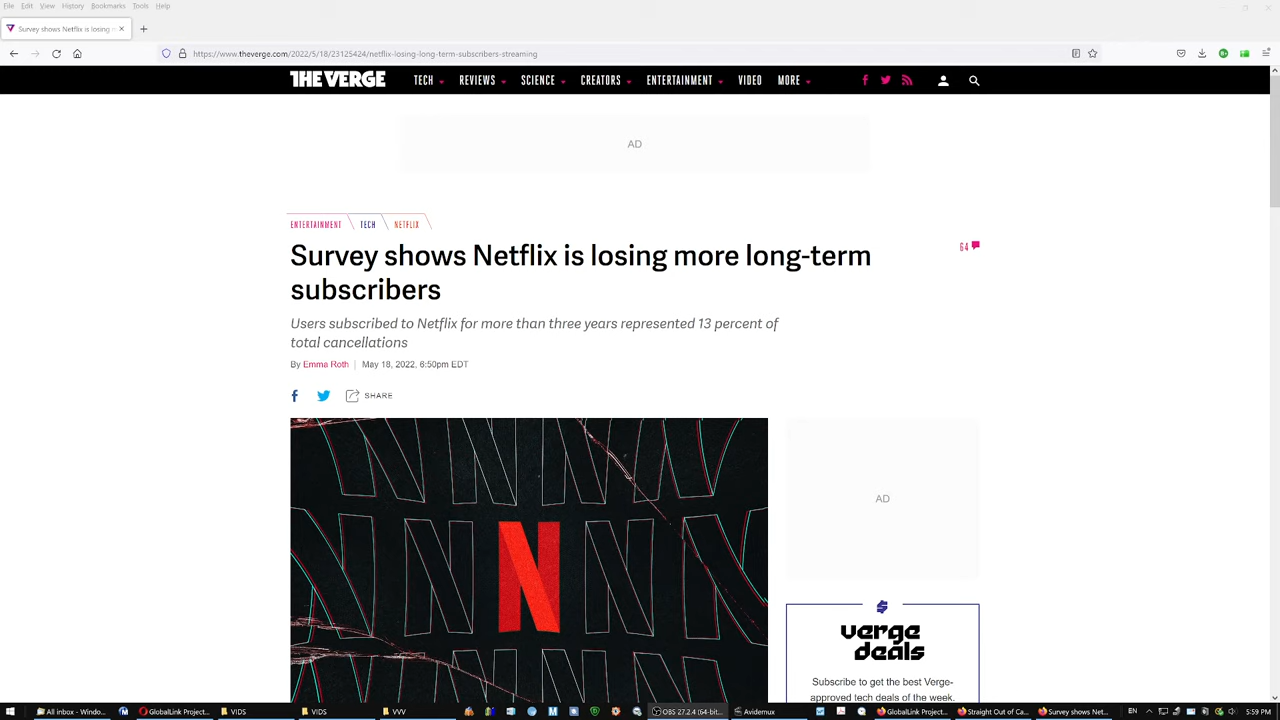 File Edit View History Bookmarks Tools Help
Survey shows Netflix is losing m
https://www.theverge.com/2022/5/18/23125424/netflix-losing-long-term-subscribers-streaming
THE VERGE TECH REVIEWS SCIENCE CREATORS ENTERTAINMENT VIDEO MORE
AD
ENTERTAINMENT TECH NETFLIX
Survey shows Netflix is losing more long-term
subscribers
64
Users subscribed to Netflix for more than three years represented 13 percent of
total cancellations
By Emma Roth | May 18, 2022, 6:50pm EDT
SHARE
AD
verge
deals
Subscribe to get the best Verge-
approved tech deals of the week.
All inbox - Windo... GlobalLink Project... VIDS VIDS VVV OBS 27.2.4 (64-bit... Avidemux GlobalLink Project... Straight Out of Ca... Survey shows Net... EN 5:59 PM